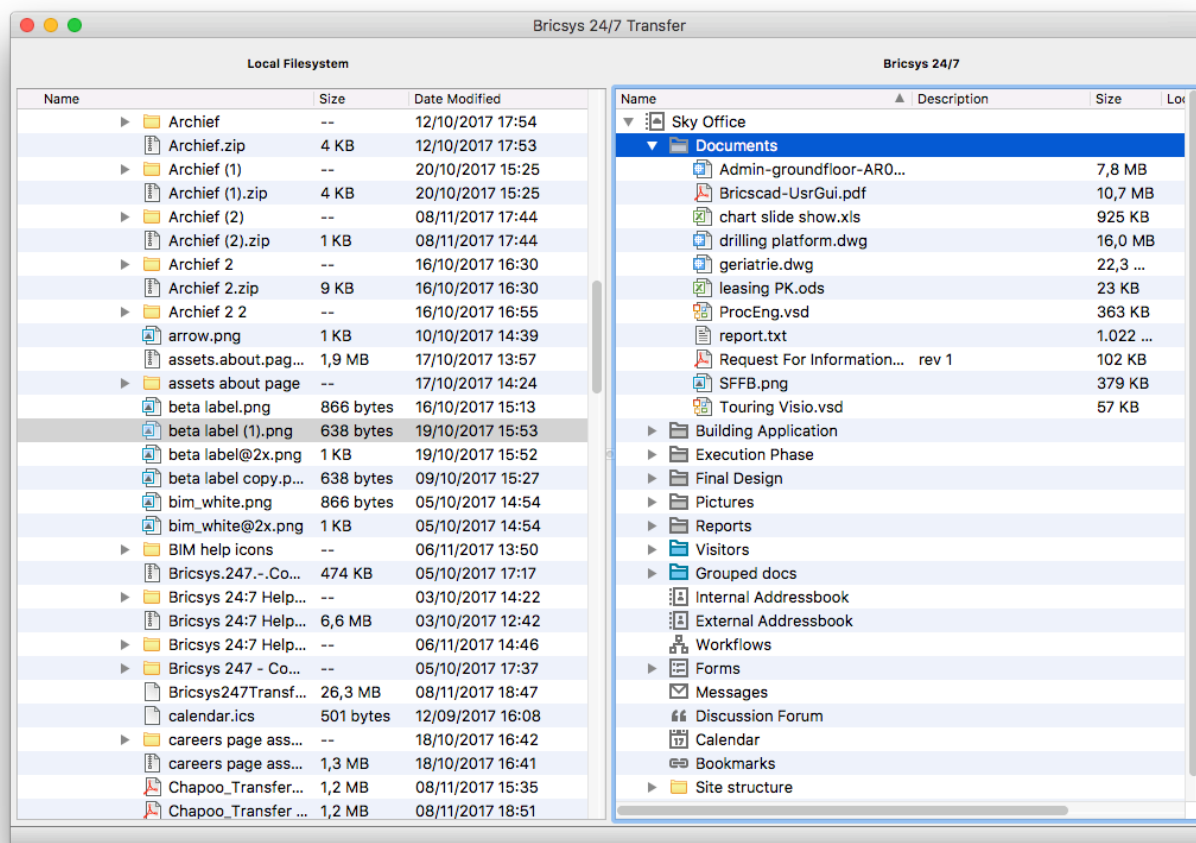 Bricsys 24/7 Transfer
Local Filesystem
Name Size Date Modified
Archief -- 12/10/2017 17:54
Archief.zip 4 KB 12/10/2017 17:53
Archief (1) -- 20/10/2017 15:25
Archief (1).zip 4 KB 20/10/2017 15:25
Archief (2) -- 08/11/2017 17:44
Archief (2).zip 1 KB 08/11/2017 17:44
Archief 2 -- 16/10/2017 16:30
Archief 2.zip 9 KB 16/10/2017 16:30
Archief 2 2 -- 16/10/2017 16:55
arrow.png 1 KB 10/10/2017 14:39
assets.about.pag... 1,9 MB 17/10/2017 13:57
assets about page -- 17/10/2017 14:24
beta label.png 866 bytes 16/10/2017 15:13
beta label (1).png 638 bytes 19/10/2017 15:53
beta label@2x.png 1 KB 19/10/2017 15:52
beta label copy.p... 638 bytes 09/10/2017 15:27
bim_white.png 866 bytes 05/10/2017 14:54
bim_white@2x.png 1 KB 05/10/2017 14:54
BIM help icons -- 06/11/2017 13:50
Bricsys.247.-.Co... 474 KB 05/10/2017 17:17
Bricsys 24:7 Help... -- 03/10/2017 14:22
Bricsys 24:7 Help... 6,6 MB 03/10/2017 12:42
Bricsys 24:7 Help... -- 06/11/2017 14:46
Bricsys 247 - Co... -- 05/10/2017 17:37
Bricsys247Transf... 26,3 MB 08/11/2017 18:47
calendar.ics 501 bytes 12/09/2017 16:08
careers page ass... -- 18/10/2017 16:42
careers page ass... 1,3 MB 18/10/2017 16:41
Chapoo_Transfer... 1,2 MB 08/11/2017 15:35
Chapoo_Transfer ... 1,2 MB 08/11/2017 18:51
Bricsys 24/7
Name Description Size Loc
Sky Office
Documents
Admin-groundfloor-AR0... 7,8 MB
Bricscad-UsrGui.pdf 10,7 MB
chart slide show.xls 925 KB
drilling platform.dwg 16,0 MB
geriatrie.dwg 22,3 ...
leasing PK.ods 23 KB
ProcEng.vsd 363 KB
report.txt 1.022 ...
Request For Information... rev 1 102 KB
SFFB.png 379 KB
Touring Visio.vsd 57 KB
Building Application
Execution Phase
Final Design
Pictures
Reports
Visitors
Grouped docs
Internal Addressbook
External Addressbook
Workflows
Forms
Messages
Discussion Forum
Calendar
Bookmarks
Site structure